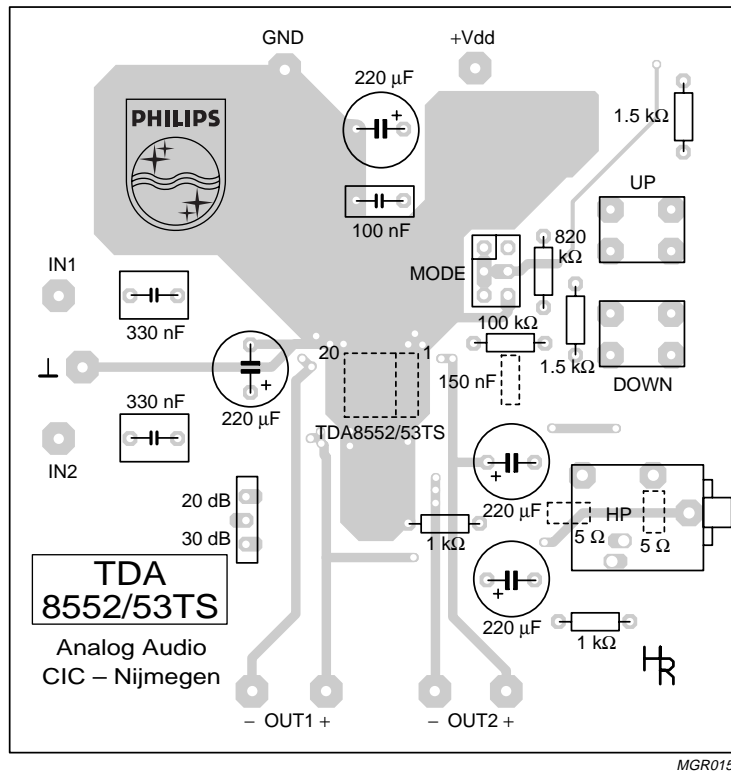 GND
+Vdd
220 μF
+
1.5 kΩ
PHILIPS
100 nF
UP
MODE
820
kΩ
IN1
330 nF
100 kΩ
1.5 kΩ
DOWN
20
1
150 nF
⊥
+
220 μF
TDA8552/53TS
330 nF
IN2
+
220 μF
20 dB
30 dB
HP
5 Ω
5 Ω
1 kΩ
TDA
8552/53TS
+
220 μF
1 kΩ
Analog Audio
CIC – Nijmegen
HR
– OUT1 +
– OUT2 +
MGR015